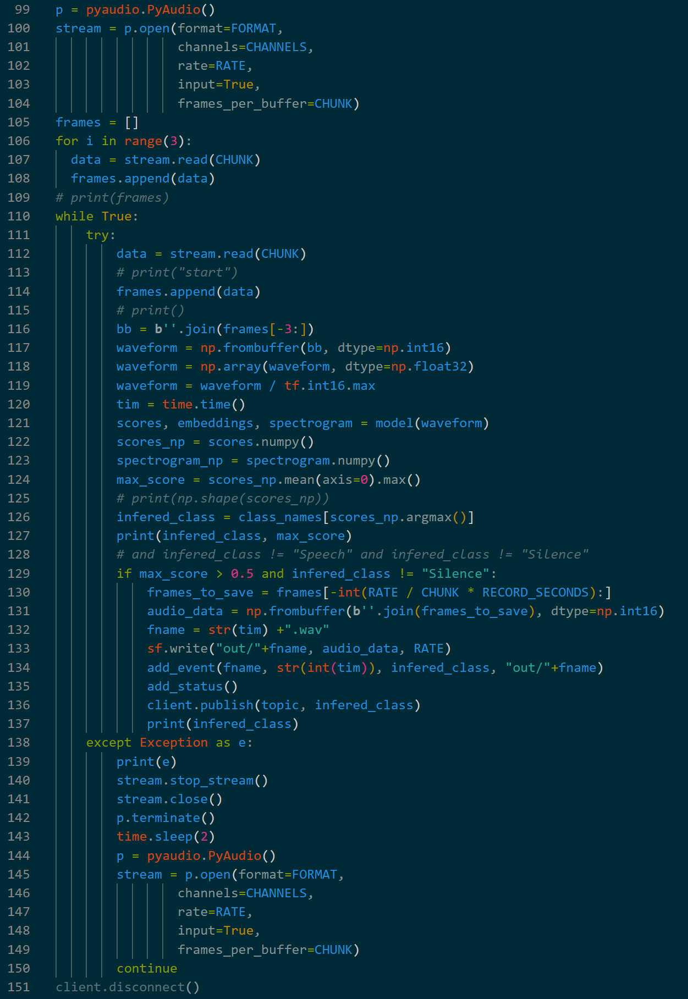 99 p = pyaudio.PyAudio()
100 stream = p.open(format=FORMAT,
101 channels=CHANNELS,
102 rate=RATE,
103 input=True,
104 frames_per_buffer=CHUNK)
105 frames = []
106 for i in range(3):
107 data = stream.read(CHUNK)
108 frames.append(data)
109 # print(frames)
110 while True:
111 try:
112 data = stream.read(CHUNK)
113 # print("start")
114 frames.append(data)
115 # print()
116 bb = b''.join(frames[-3:])
117 waveform = np.frombuffer(bb, dtype=np.int16)
118 waveform = np.array(waveform, dtype=np.float32)
119 waveform = waveform / tf.int16.max
120 tim = time.time()
121 scores, embeddings, spectrogram = model(waveform)
122 scores_np = scores.numpy()
123 spectrogram_np = spectrogram.numpy()
124 max_score = scores_np.mean(axis=0).max()
125 # print(np.shape(scores_np))
126 infered_class = class_names[scores_np.argmax()]
127 print(infered_class, max_score)
128 # and infered_class != "Speech" and infered_class != "Silence"
129 if max_score > 0.5 and infered_class != "Silence":
130 frames_to_save = frames[-int(RATE / CHUNK * RECORD_SECONDS):]
131 audio_data = np.frombuffer(b''.join(frames_to_save), dtype=np.int16)
132 fname = str(tim) +".wav"
133 sf.write("out/"+fname, audio_data, RATE)
134 add_event(fname, str(int(tim)), infered_class, "out/"+fname)
135 add_status()
136 client.publish(topic, infered_class)
137 print(infered_class)
138 except Exception as e:
139 print(e)
140 stream.stop_stream()
141 stream.close()
142 p.terminate()
143 time.sleep(2)
144 p = pyaudio.PyAudio()
145 stream = p.open(format=FORMAT,
146 channels=CHANNELS,
147 rate=RATE,
148 input=True,
149 frames_per_buffer=CHUNK)
150 continue
151 client.disconnect()